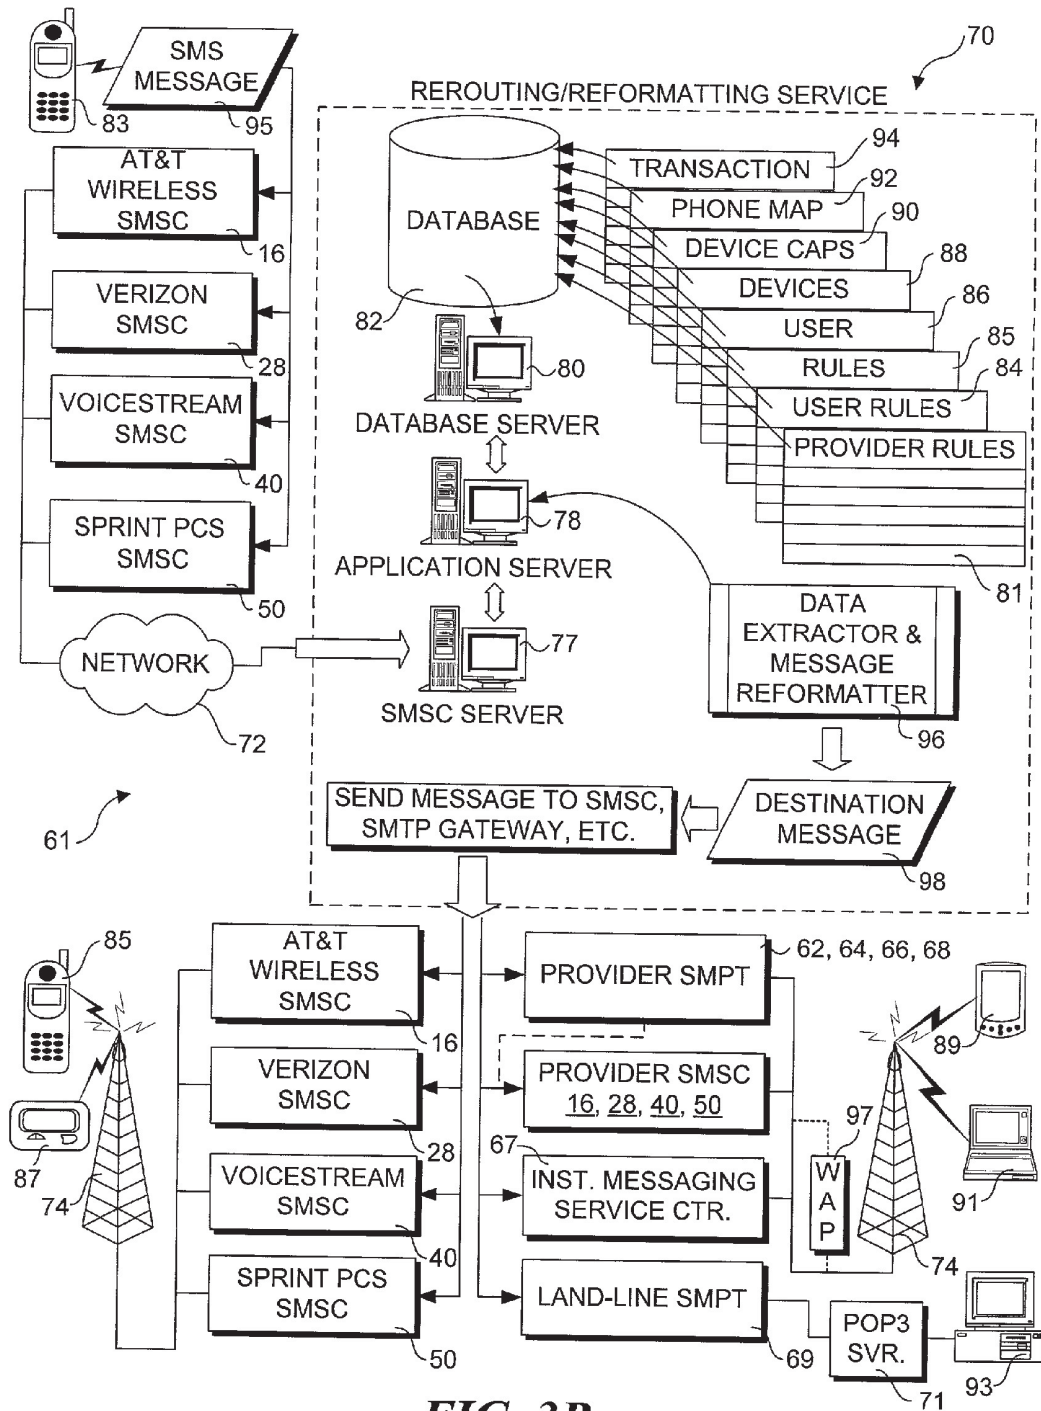 70
SMS
MESSAGE
83
95
REROUTING/REFORMATTING SERVICE
AT&T
WIRELESS
SMSC
16
VERIZON
SMSC
28
VOICESTREAM
SMSC
40
SPRINT PCS
SMSC
50
NETWORK
72
61
DATABASE
82
TRANSACTION
94
PHONE MAP
92
DEVICE CAPS
90
DEVICES
88
USER
86
RULES
85
USER RULES
84
PROVIDER RULES
81
80
DATABASE SERVER
78
APPLICATION SERVER
77
SMSC SERVER
DATA
EXTRACTOR &
MESSAGE
REFORMATTER
96
DESTINATION
MESSAGE
98
SEND MESSAGE TO SMSC,
SMTP GATEWAY, ETC.
85
87
74
AT&T
WIRELESS
SMSC
16
VERIZON
SMSC
28
VOICESTREAM
SMSC
40
SPRINT PCS
SMSC
50
PROVIDER SMPT
62, 64, 66, 68
PROVIDER SMSC
16, 28, 40, 50
67
INST. MESSAGING
SERVICE CTR.
LAND-LINE SMPT
69
97
W
A
P
74
89
91
POP3
SVR.
71
93
FIG. 3B